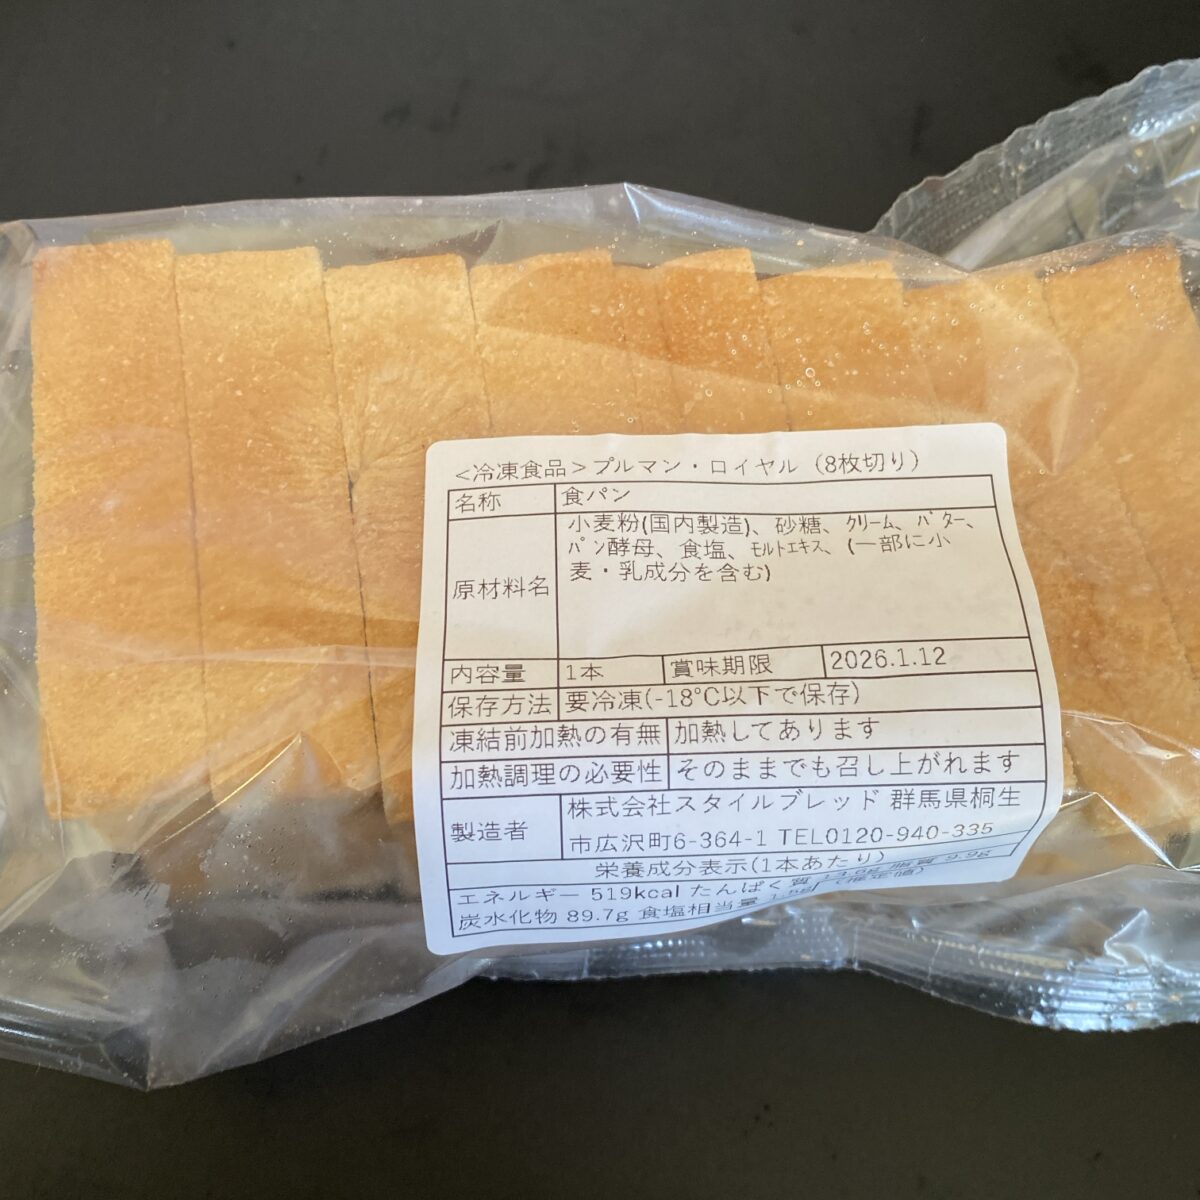 <冷凍食品>プルマン・ロイヤル（8枚切り）
名称 食パン
原材料名 小麦粉(国内製造)、砂糖、ｸﾘｰﾑ、ﾊﾞﾀｰ、
ﾊﾟﾝ酵母、食塩、ﾓﾙﾄｴｷｽ、(一部に小
麦・乳成分を含む)
内容量 1本 賞味期限 2026.1.12
保存方法 要冷凍(-18℃以下で保存)
凍結前加熱の有無 加熱してあります
加熱調理の必要性 そのままでも召し上がれます
製造者 株式会社スタイルブレッド 群馬県桐生
市広沢町6-364-1 TEL0120-940-335
栄養成分表示(1本あたり)
エネルギー 519kcal たんぱく質 脂質 9.9g
炭水化物 89.7g 食塩相当量 (推定値)